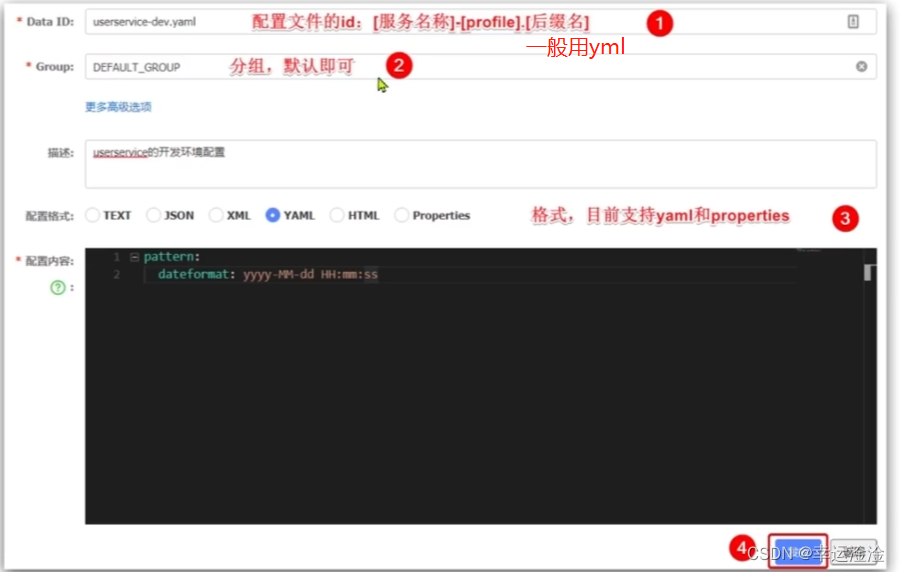 * Data ID: userservice-dev.yaml 配置文件的id：[服务名称]-[profile].[后缀名] 1
一般用yml
* Group: DEFAULT_GROUP 分组，默认即可 2
更多高级选项
描述: userservice的开发环境配置
配置格式: TEXT JSON XML YAML HTML Properties 格式，目前支持yaml和properties 3
* 配置内容: 1 pattern:
? : 2 dateformat: yyyy-MM-dd HH:mm:ss
4 CSDN @幸运淦淦